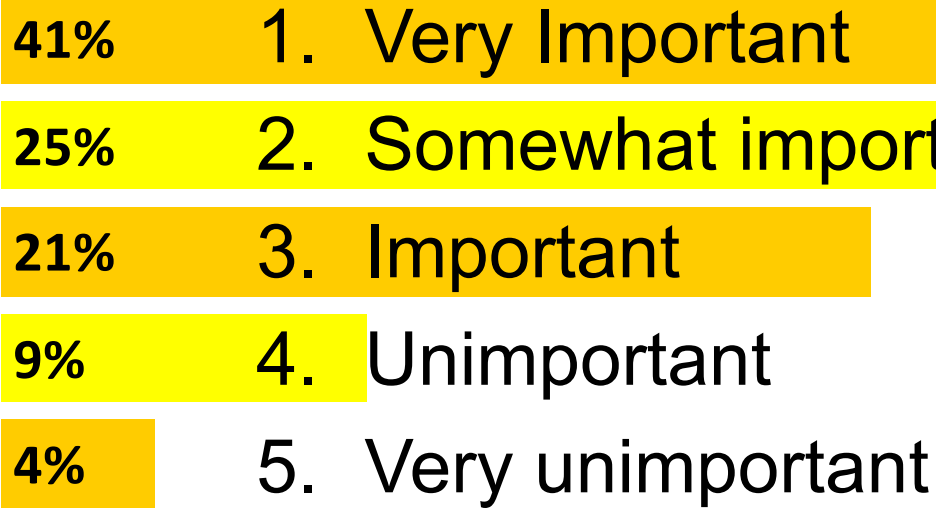 41% 1. Very Important
25% 2. Somewhat import
21% 3. Important
9% 4. Unimportant
4% 5. Very unimportant